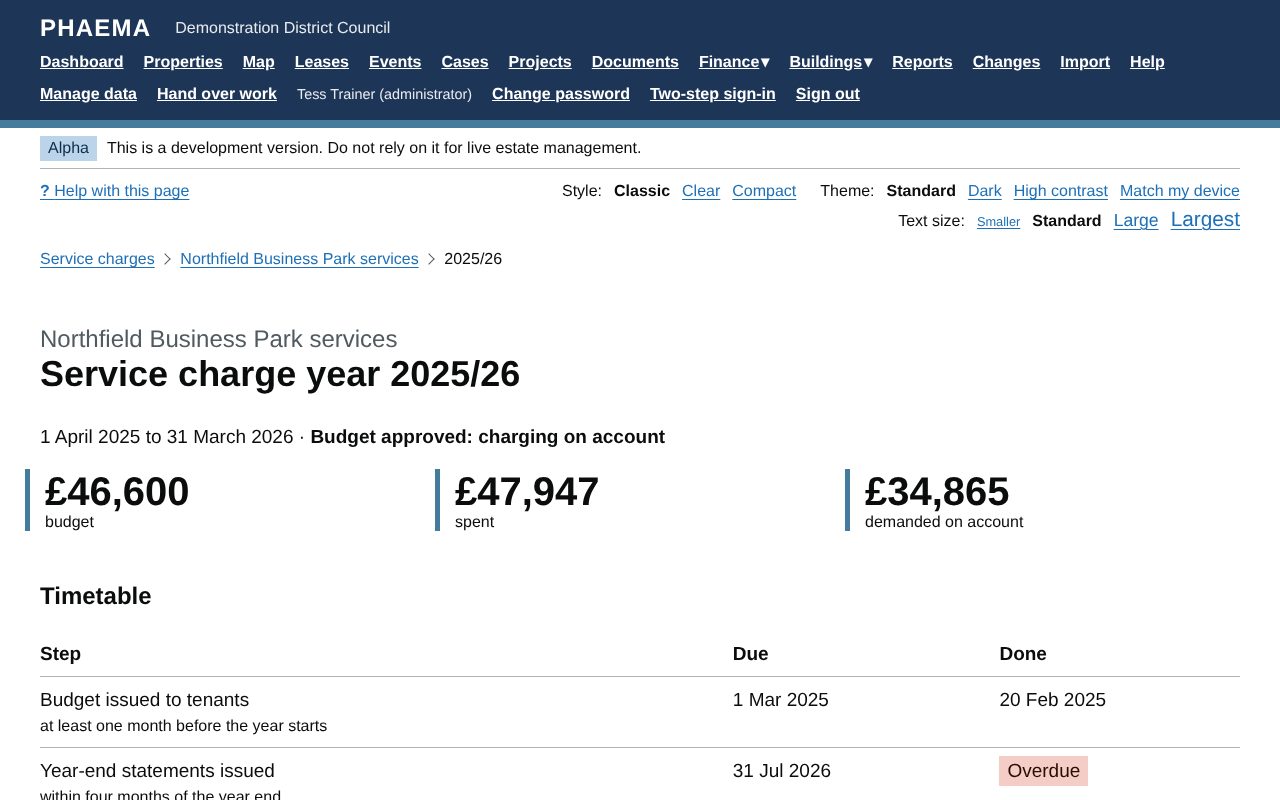 PHAEMA Demonstration District Council
Dashboard Properties Map Leases Events Cases Projects Documents Finance▾ Buildings▾ Reports Changes Import Help
Manage data Hand over work Tess Trainer (administrator) Change password Two-step sign-in Sign out
Alpha This is a development version. Do not rely on it for live estate management.
? Help with this page Style: Classic Clear Compact Theme: Standard Dark High contrast Match my device
Text size: Smaller Standard Large Largest
Service charges > Northfield Business Park services > 2025/26
Northfield Business Park services
Service charge year 2025/26
1 April 2025 to 31 March 2026 · Budget approved: charging on account
£46,600 £47,947 £34,865
budget spent demanded on account
Timetable
Step Due Done
Budget issued to tenants 1 Mar 2025 20 Feb 2025
at least one month before the year starts
Year-end statements issued 31 Jul 2026 Overdue
within four months of the year end